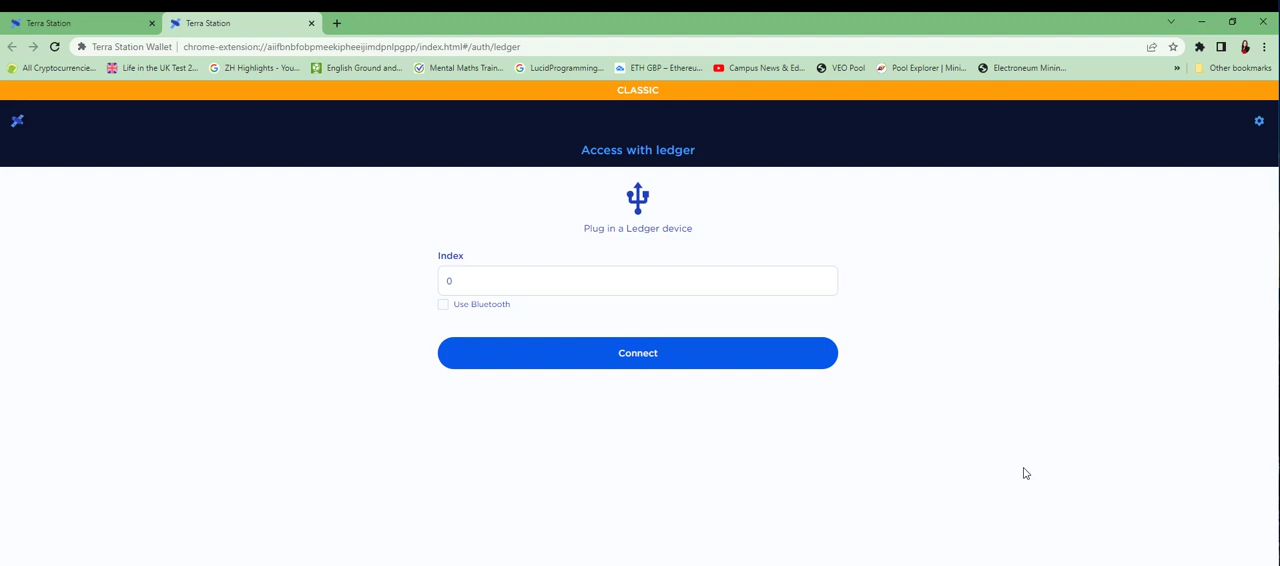 Terra Station
Terra Station
Terra Station Wallet
chrome-extension://aiifbnbfobpmeekipheeijimdpnlpgpp/index.html#/auth/ledger
All Cryptocurrencie...
Life in the UK Test 2...
ZH Highlights - You...
English Ground and...
Mental Maths Train...
LucidProgramming...
ETH GBP – Ethereu...
Campus News & Ed...
VEO Pool
Pool Explorer | Mini...
Electroneum Minin...
»
Other bookmarks
CLASSIC
Access with ledger
Plug in a Ledger device
Index
0
Use Bluetooth
Connect